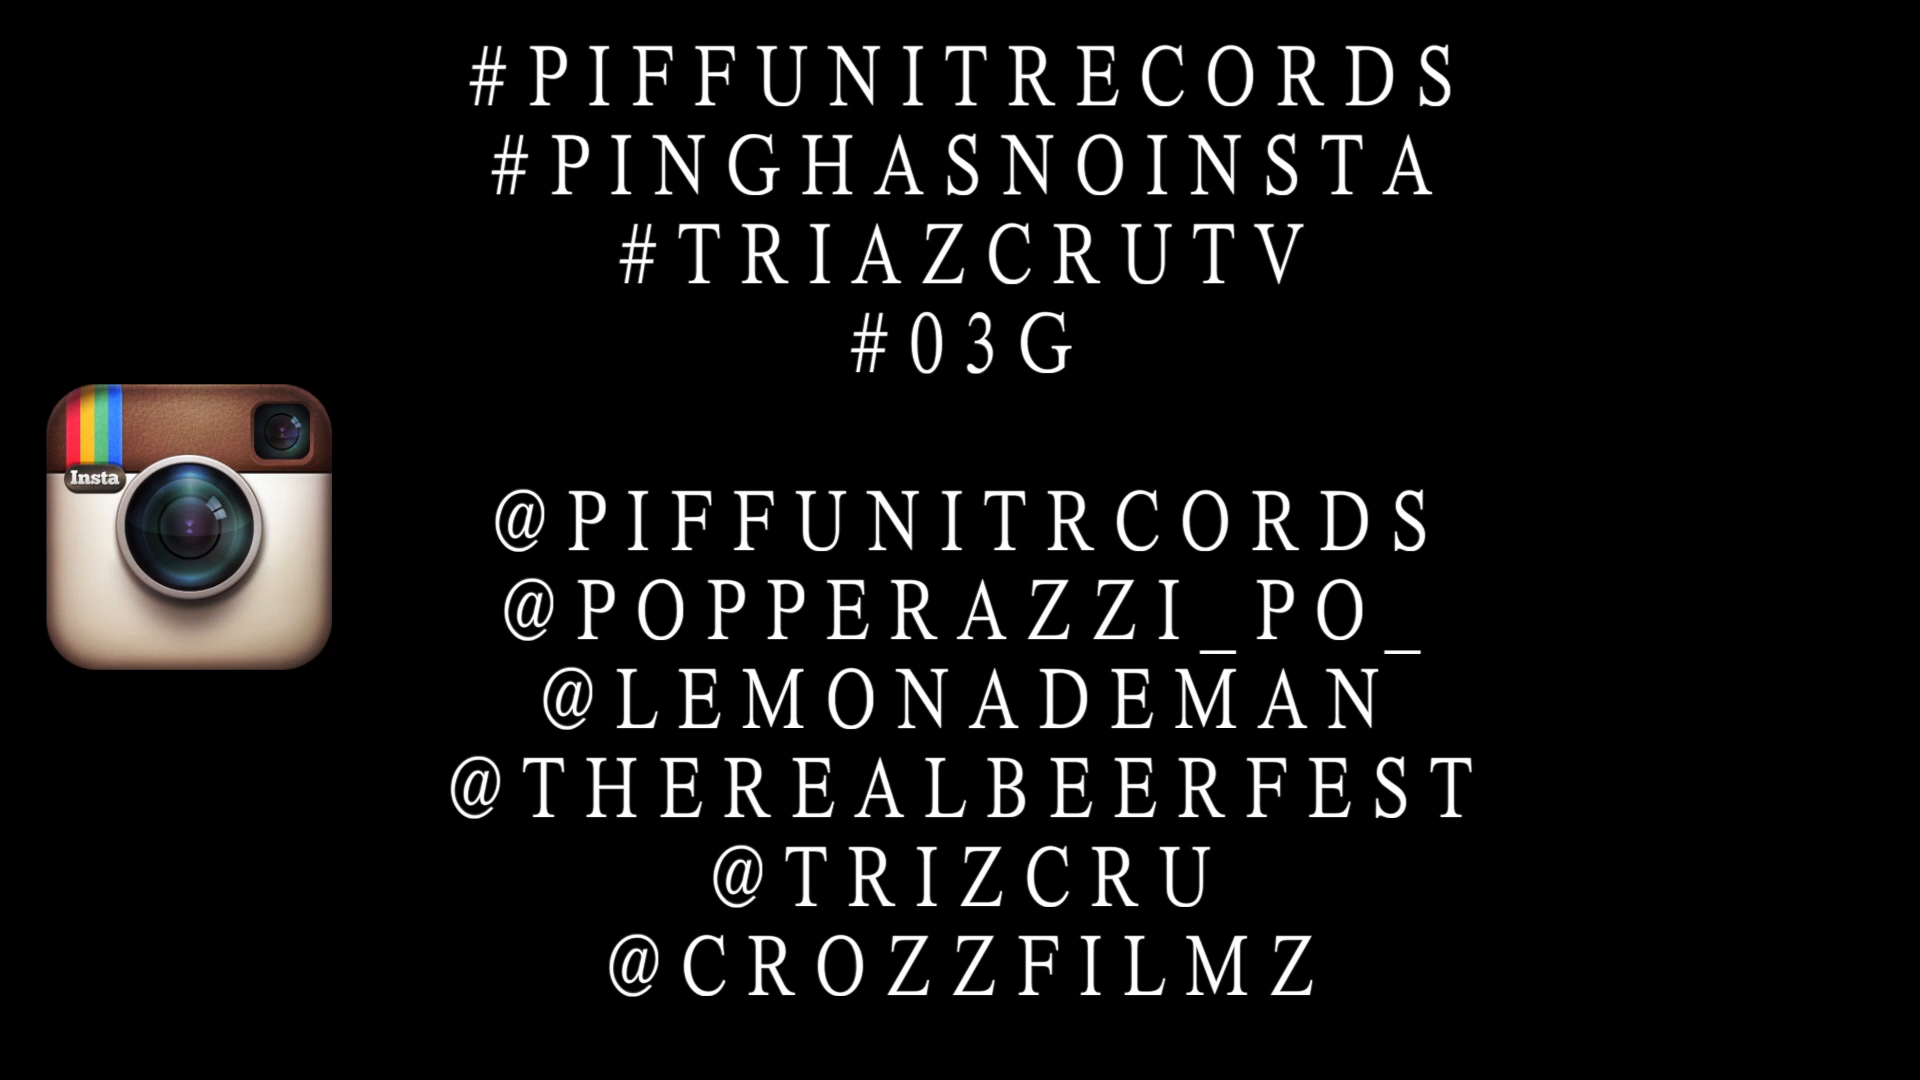 #PIFFUNITRECORDS
#PINGHASNOINSTA
#TRIAZCRUTV
#03G
Insta
@PIFFUNITRCORDS
@POPPERAZZI_PO_
@LEMONADEMAN
@THEREALBEERFEST
@TRIZCRU
@CROZZFILMZ